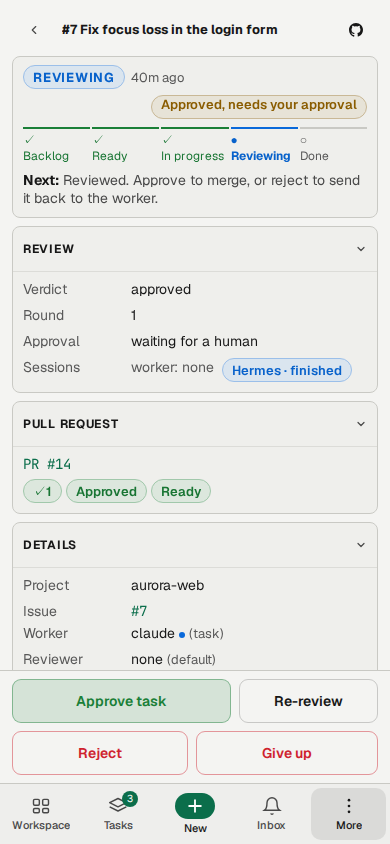 #7 Fix focus loss in the login form
REVIEWING 40m ago
Approved, needs your approval
✓ ✓ ✓ ● ○
Backlog Ready In progress Reviewing Done
Next: Reviewed. Approve to merge, or reject to send
it back to the worker.
REVIEW
Verdict approved
Round 1
Approval waiting for a human
Sessions worker: none Hermes · finished
PULL REQUEST
PR #14
✓1 Approved Ready
DETAILS
Project aurora-web
Issue #7
Worker claude ● (task)
Reviewer none (default)
Approve task Re-review
Reject Give up
3
Workspace Tasks New Inbox More